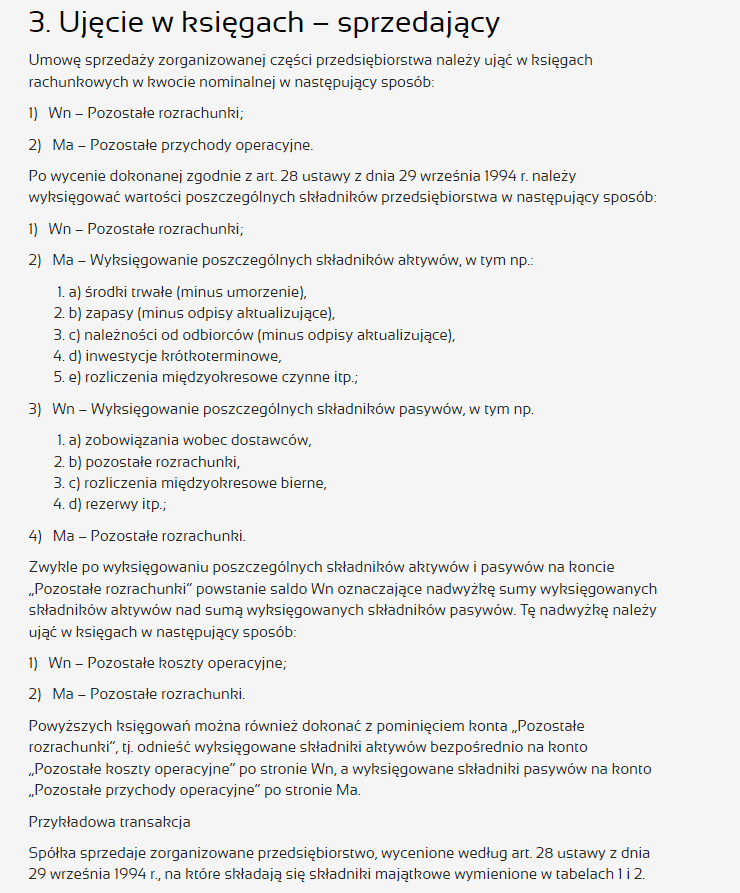 3. Ujęcie w księgach – sprzedający
Umowę sprzedaży zorganizowanej części przedsiębiorstwa należy ująć w księgach
rachunkowych w kwocie nominalnej w następujący sposób:
1) Wn – Pozostałe rozrachunki;
2) Ma – Pozostałe przychody operacyjne.
Po wycenie dokonanej zgodnie z art. 28 ustawy z dnia 29 września 1994 r. należy
wyksięgować wartości poszczególnych składników przedsiębiorstwa w następujący sposób:
1) Wn – Pozostałe rozrachunki;
2) Ma – Wyksięgowanie poszczególnych składników aktywów, w tym np.:
1. a) środki trwałe (minus umorzenie),
2. b) zapasy (minus odpisy aktualizujące),
3. c) należności od odbiorców (minus odpisy aktualizujące),
4. d) inwestycje krótkoterminowe,
5. e) rozliczenia międzyokresowe czynne itp.;
3) Wn – Wyksięgowanie poszczególnych składników pasywów, w tym np.
1. a) zobowiązania wobec dostawców,
2. b) pozostałe rozrachunki,
3. c) rozliczenia międzyokresowe bierne,
4. d) rezerwy itp.;
4) Ma – Pozostałe rozrachunki.
Zwykle po wyksięgowaniu poszczególnych składników aktywów i pasywów na koncie
„Pozostałe rozrachunki” powstanie saldo Wn oznaczające nadwyżkę sumy wyksięgowanych
składników aktywów nad sumą wyksięgowanych składników pasywów. Tę nadwyżkę należy
ująć w księgach w następujący sposób:
1) Wn – Pozostałe koszty operacyjne;
2) Ma – Pozostałe rozrachunki.
Powyższych księgowań można również dokonać z pominięciem konta „Pozostałe
rozrachunki”, tj. odnieść wyksięgowane składniki aktywów bezpośrednio na konto
„Pozostałe koszty operacyjne” po stronie Wn, a wyksięgowane składniki pasywów na konto
„Pozostałe przychody operacyjne” po stronie Ma.
Przykładowa transakcja
Spółka sprzedaje zorganizowane przedsiębiorstwo, wycenione według art. 28 ustawy z dnia
29 września 1994 r., na które składają się składniki majątkowe wymienione w tabelach 1 i 2.